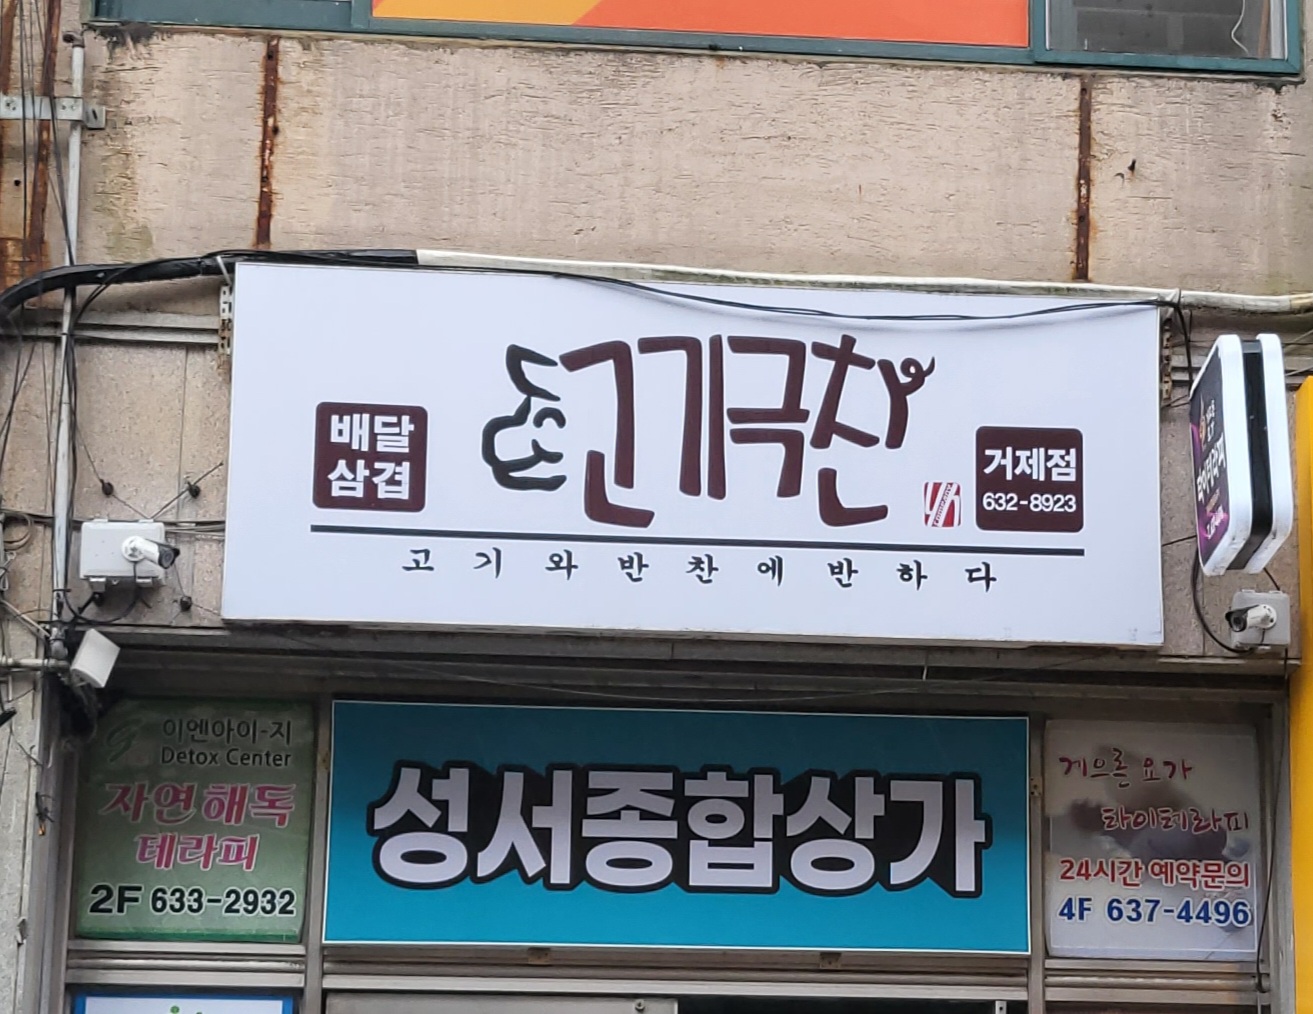 배달
삼겹
고기극찬
거제점
632-8923
고기와반찬에반하다
이엔아이-지
Detox Center
자연해독
테라피
2F 633-2932
성서종합상가
게으른 요가
타이테라피
24시간 예약문의
4F 637-4496